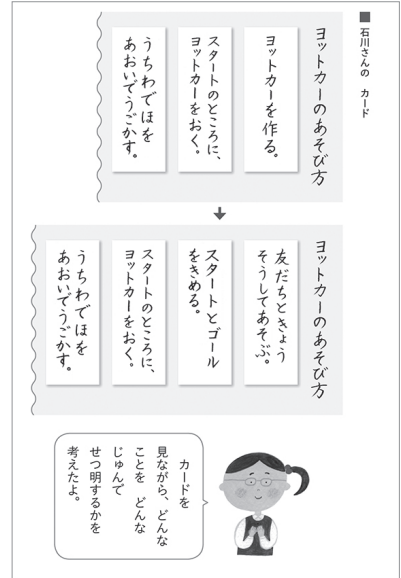 ■石川さんの　カード
ヨットカーのあそび方
ヨットカーを作る。
スタートのところに、
ヨットカーをおく。
うちわでほを
あおいでうごかす。
ヨットカーのあそび方
友だちときょう
そうしてあそぶ。
スタートとゴール
をきめる。
スタートのところに、
ヨットカーをおく。
うちわでほを
あおいでうごかす。
カードを
見ながら、どんな
ことを　どんな
じゅんで
せつ明するかを
考えたよ。